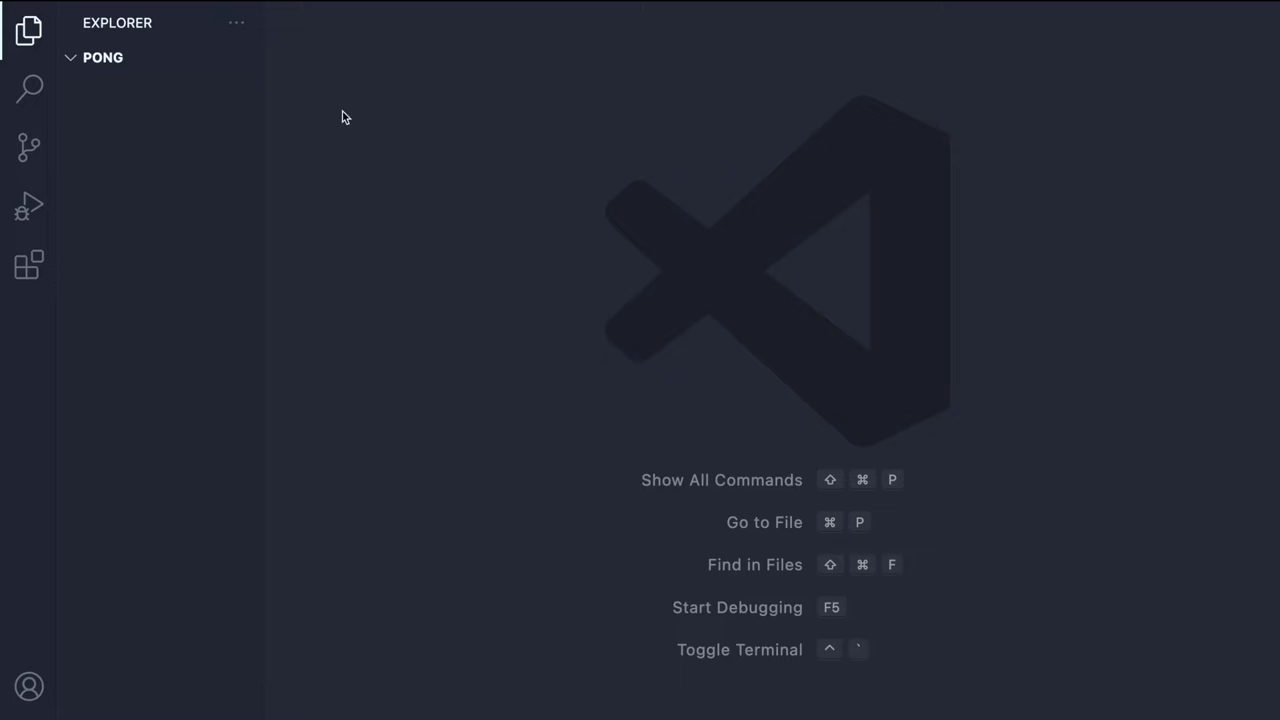 EXPLORER ···
PONG
Show All Commands ⇧ ⌘ P
Go to File ⌘ P
Find in Files ⇧ ⌘ F
Start Debugging F5
Toggle Terminal ^ `